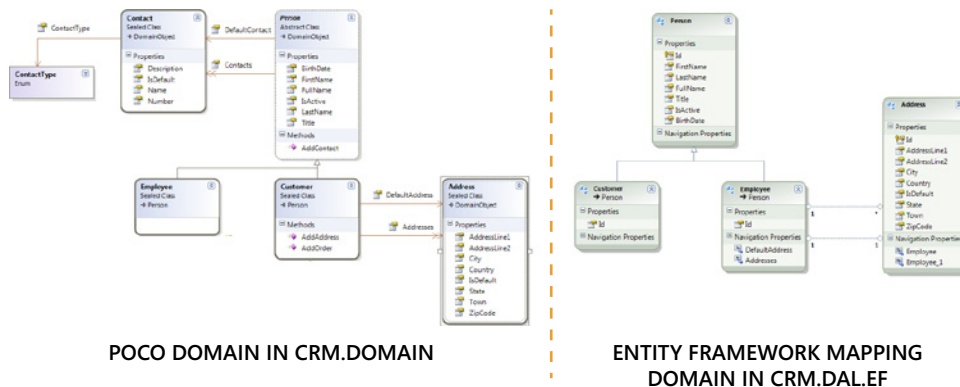 Contact
Sealed Class
→ DomainObject
Properties
Description
IsDefault
Name
Number
ContactType
ContactType
Enum
DefaultContact
Contacts
Person
Abstract Class
→ DomainObject
Properties
BirthDate
FirstName
FullName
IsActive
LastName
Title
Methods
AddContact
Employee
Sealed Class
→ Person
Customer
Sealed Class
→ Person
Methods
AddAddress
AddOrder
DefaultAddress
Addresses
Address
Sealed Class
→ DomainObject
Properties
AddressLine1
AddressLine2
City
Country
IsDefault
State
Town
ZipCode
POCO DOMAIN IN CRM.DOMAIN
Person
Properties
Id
FirstName
LastName
FullName
Title
IsActive
BirthDate
Navigation Properties
Customer
→ Person
Properties
Id
Navigation Properties
Employee
→ Person
Properties
Id
Navigation Properties
DefaultAddress
Addresses
1
*
1
1
Address
Properties
Id
AddressLine1
AddressLine2
City
Country
IsDefault
State
Town
ZipCode
Navigation Properties
Employee
Employee_1
ENTITY FRAMEWORK MAPPING
DOMAIN IN CRM.DAL.EF